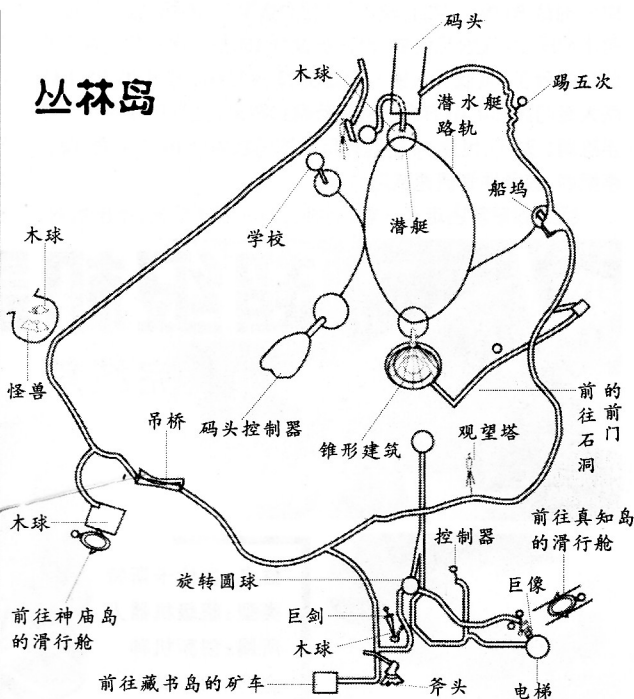 码头
木球
踢五次
丛林岛
潜水艇
路轨
船坞
学校
潜艇
木球
怪兽
吊桥
码头控制器
锥形建筑
观望塔
前往石洞
的前门
木球
前往真知岛
的滑行舱
控制器
旋转圆球
巨像
巨剑
前往神庙岛
的滑行舱
木球
前往藏书岛的矿车
斧头
电梯